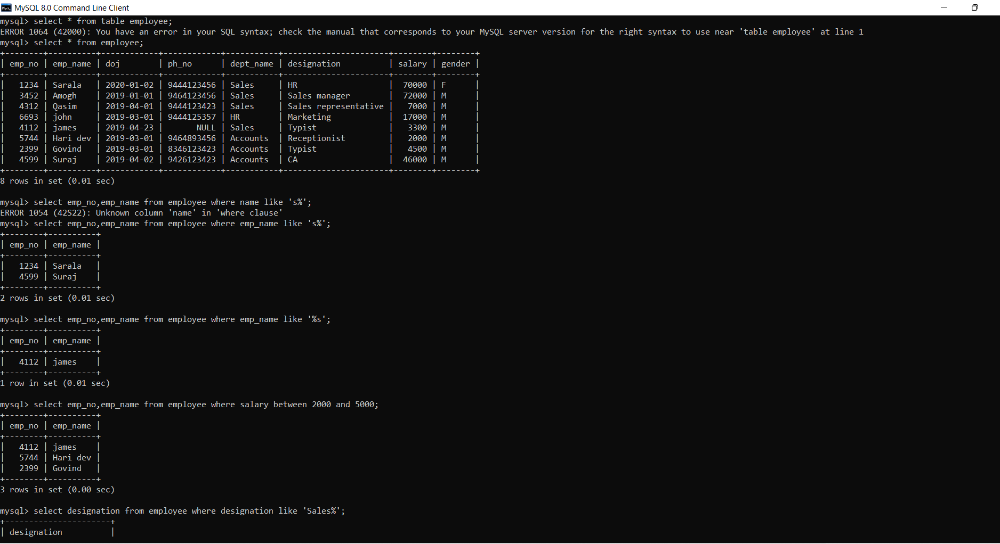 MySQL 8.0 Command Line Client
mysql> select * from table employee;
ERROR 1064 (42000): You have an error in your SQL syntax; check the manual that corresponds to your MySQL server version for the right syntax to use near 'table employee' at line 1
mysql> select * from employee;
+--------+----------+------------+------------+-----------+----------------------+--------+--------+
| emp_no | emp_name | doj        | ph_no      | dept_name | designation          | salary | gender |
+--------+----------+------------+------------+-----------+----------------------+--------+--------+
|   1234 | Sarala   | 2020-01-02 | 9444123456 | Sales     | HR                   |  70000 | F      |
|   3452 | Amogh    | 2019-01-01 | 9464123456 | Sales     | Sales manager        |  72000 | M      |
|   4312 | Qasim    | 2019-04-01 | 9444123423 | Sales     | Sales representative |   7000 | M      |
|   6693 | john     | 2019-03-01 | 9444125357 | HR        | Marketing            |  17000 | M      |
|   4112 | james    | 2019-04-23 |       NULL | Sales     | Typist               |   3300 | M      |
|   5744 | Hari dev | 2019-03-01 | 9464893456 | Accounts  | Receptionist         |   2000 | M      |
|   2399 | Govind   | 2019-03-01 | 8346123423 | Accounts  | Typist               |   4500 | M      |
|   4599 | Suraj    | 2019-04-02 | 9426123423 | Accounts  | CA                   |  46000 | M      |
+--------+----------+------------+------------+-----------+----------------------+--------+--------+
8 rows in set (0.01 sec)
mysql> select emp_no,emp_name from employee where name like 's%';
ERROR 1054 (42S22): Unknown column 'name' in 'where clause'
mysql> select emp_no,emp_name from employee where emp_name like 's%';
+--------+----------+
| emp_no | emp_name |
+--------+----------+
|   1234 | Sarala   |
|   4599 | Suraj    |
+--------+----------+
2 rows in set (0.01 sec)
mysql> select emp_no,emp_name from employee where emp_name like '%s';
+--------+----------+
| emp_no | emp_name |
+--------+----------+
|   4112 | james    |
+--------+----------+
1 row in set (0.01 sec)
mysql> select emp_no,emp_name from employee where salary between 2000 and 5000;
+--------+----------+
| emp_no | emp_name |
+--------+----------+
|   4112 | james    |
|   5744 | Hari dev |
|   2399 | Govind   |
+--------+----------+
3 rows in set (0.00 sec)
mysql> select designation from employee where designation like 'Sales%';
+----------------------+
| designation          |